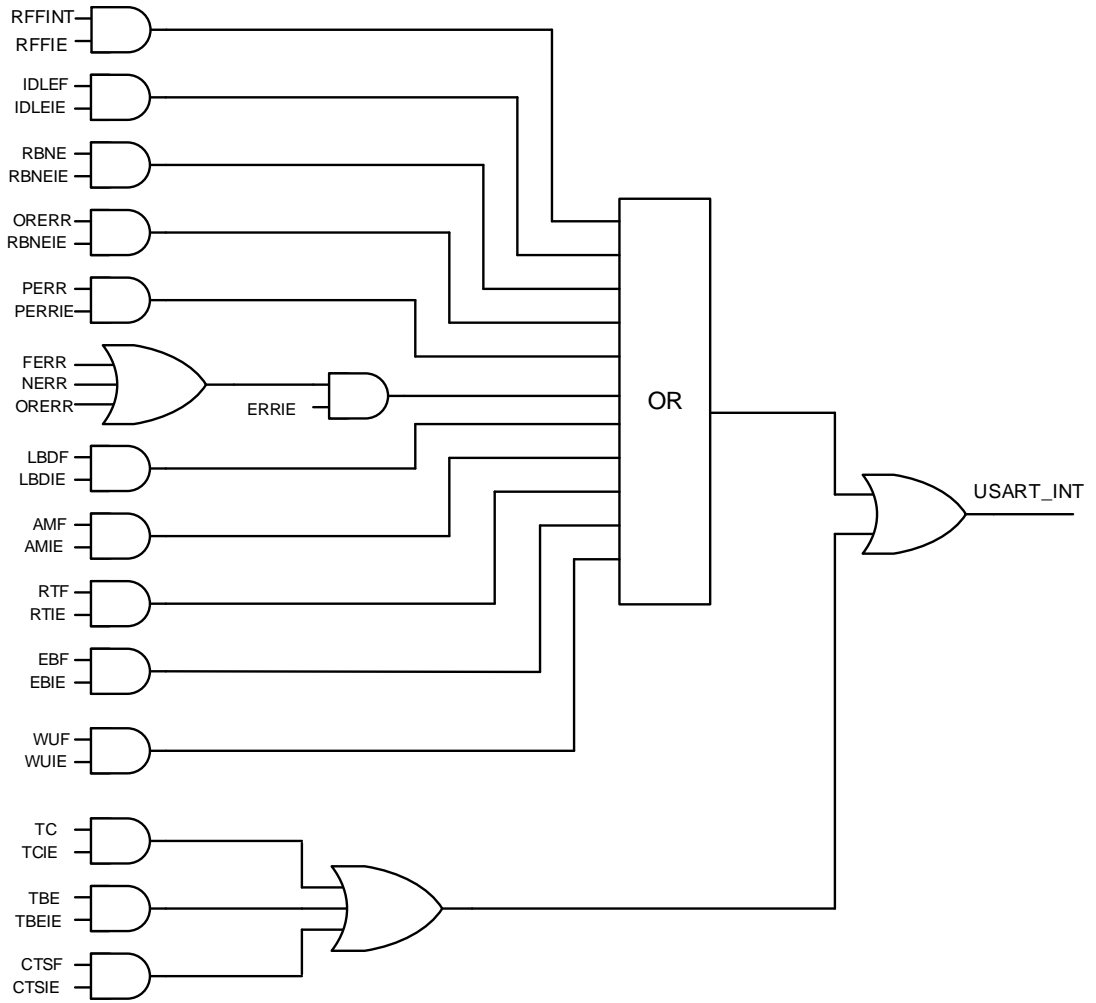 RFFINT
RFFIE
IDLEF
IDLEIE
RBNE
RBNEIE
ORERR
RBNEIE
PERR
PERRIE
FERR
NERR
ORERR
ERRIE
OR
LBDF
LBDIE
AMF
AMIE
USART_INT
RTF
RTIE
EBF
EBIE
WUF
WUIE
TC
TCIE
TBE
TBEIE
CTSF
CTSIE